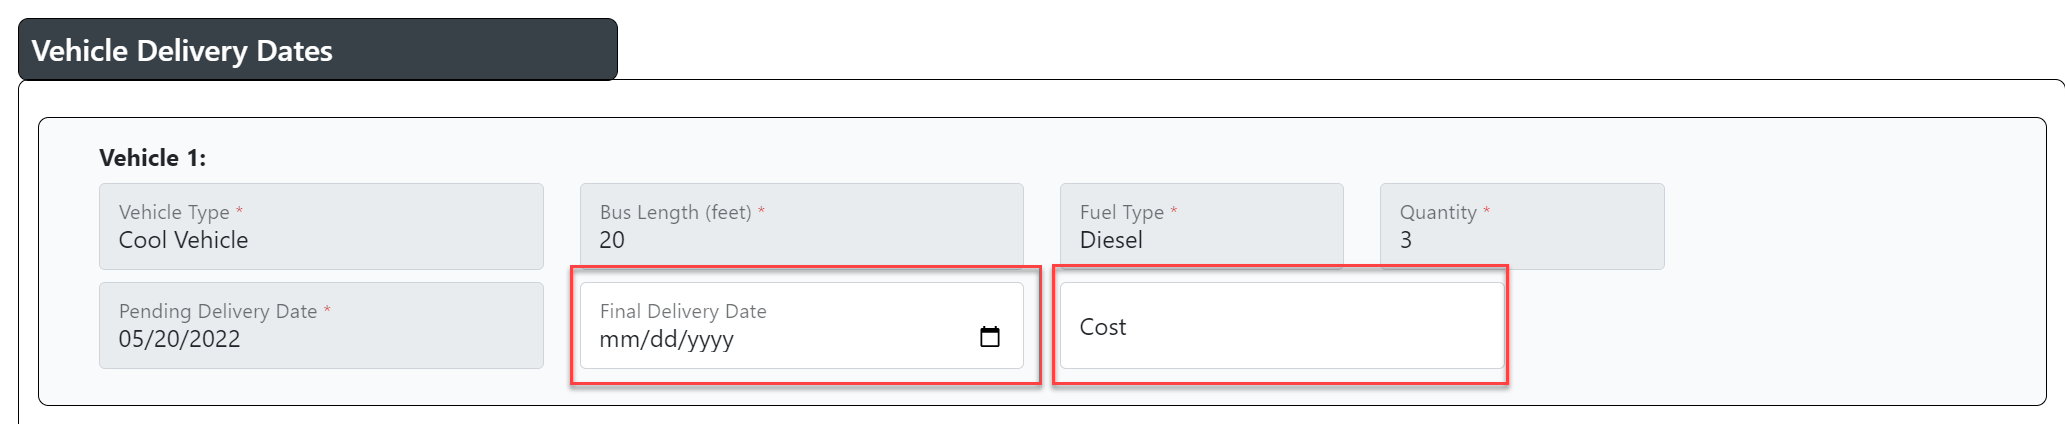 Vehicle Delivery Dates
Vehicle 1:
Vehicle Type *
Cool Vehicle
Bus Length (feet) *
20
Fuel Type *
Diesel
Quantity *
3
Pending Delivery Date *
05/20/2022
Final Delivery Date
mm/dd/yyyy
Cost